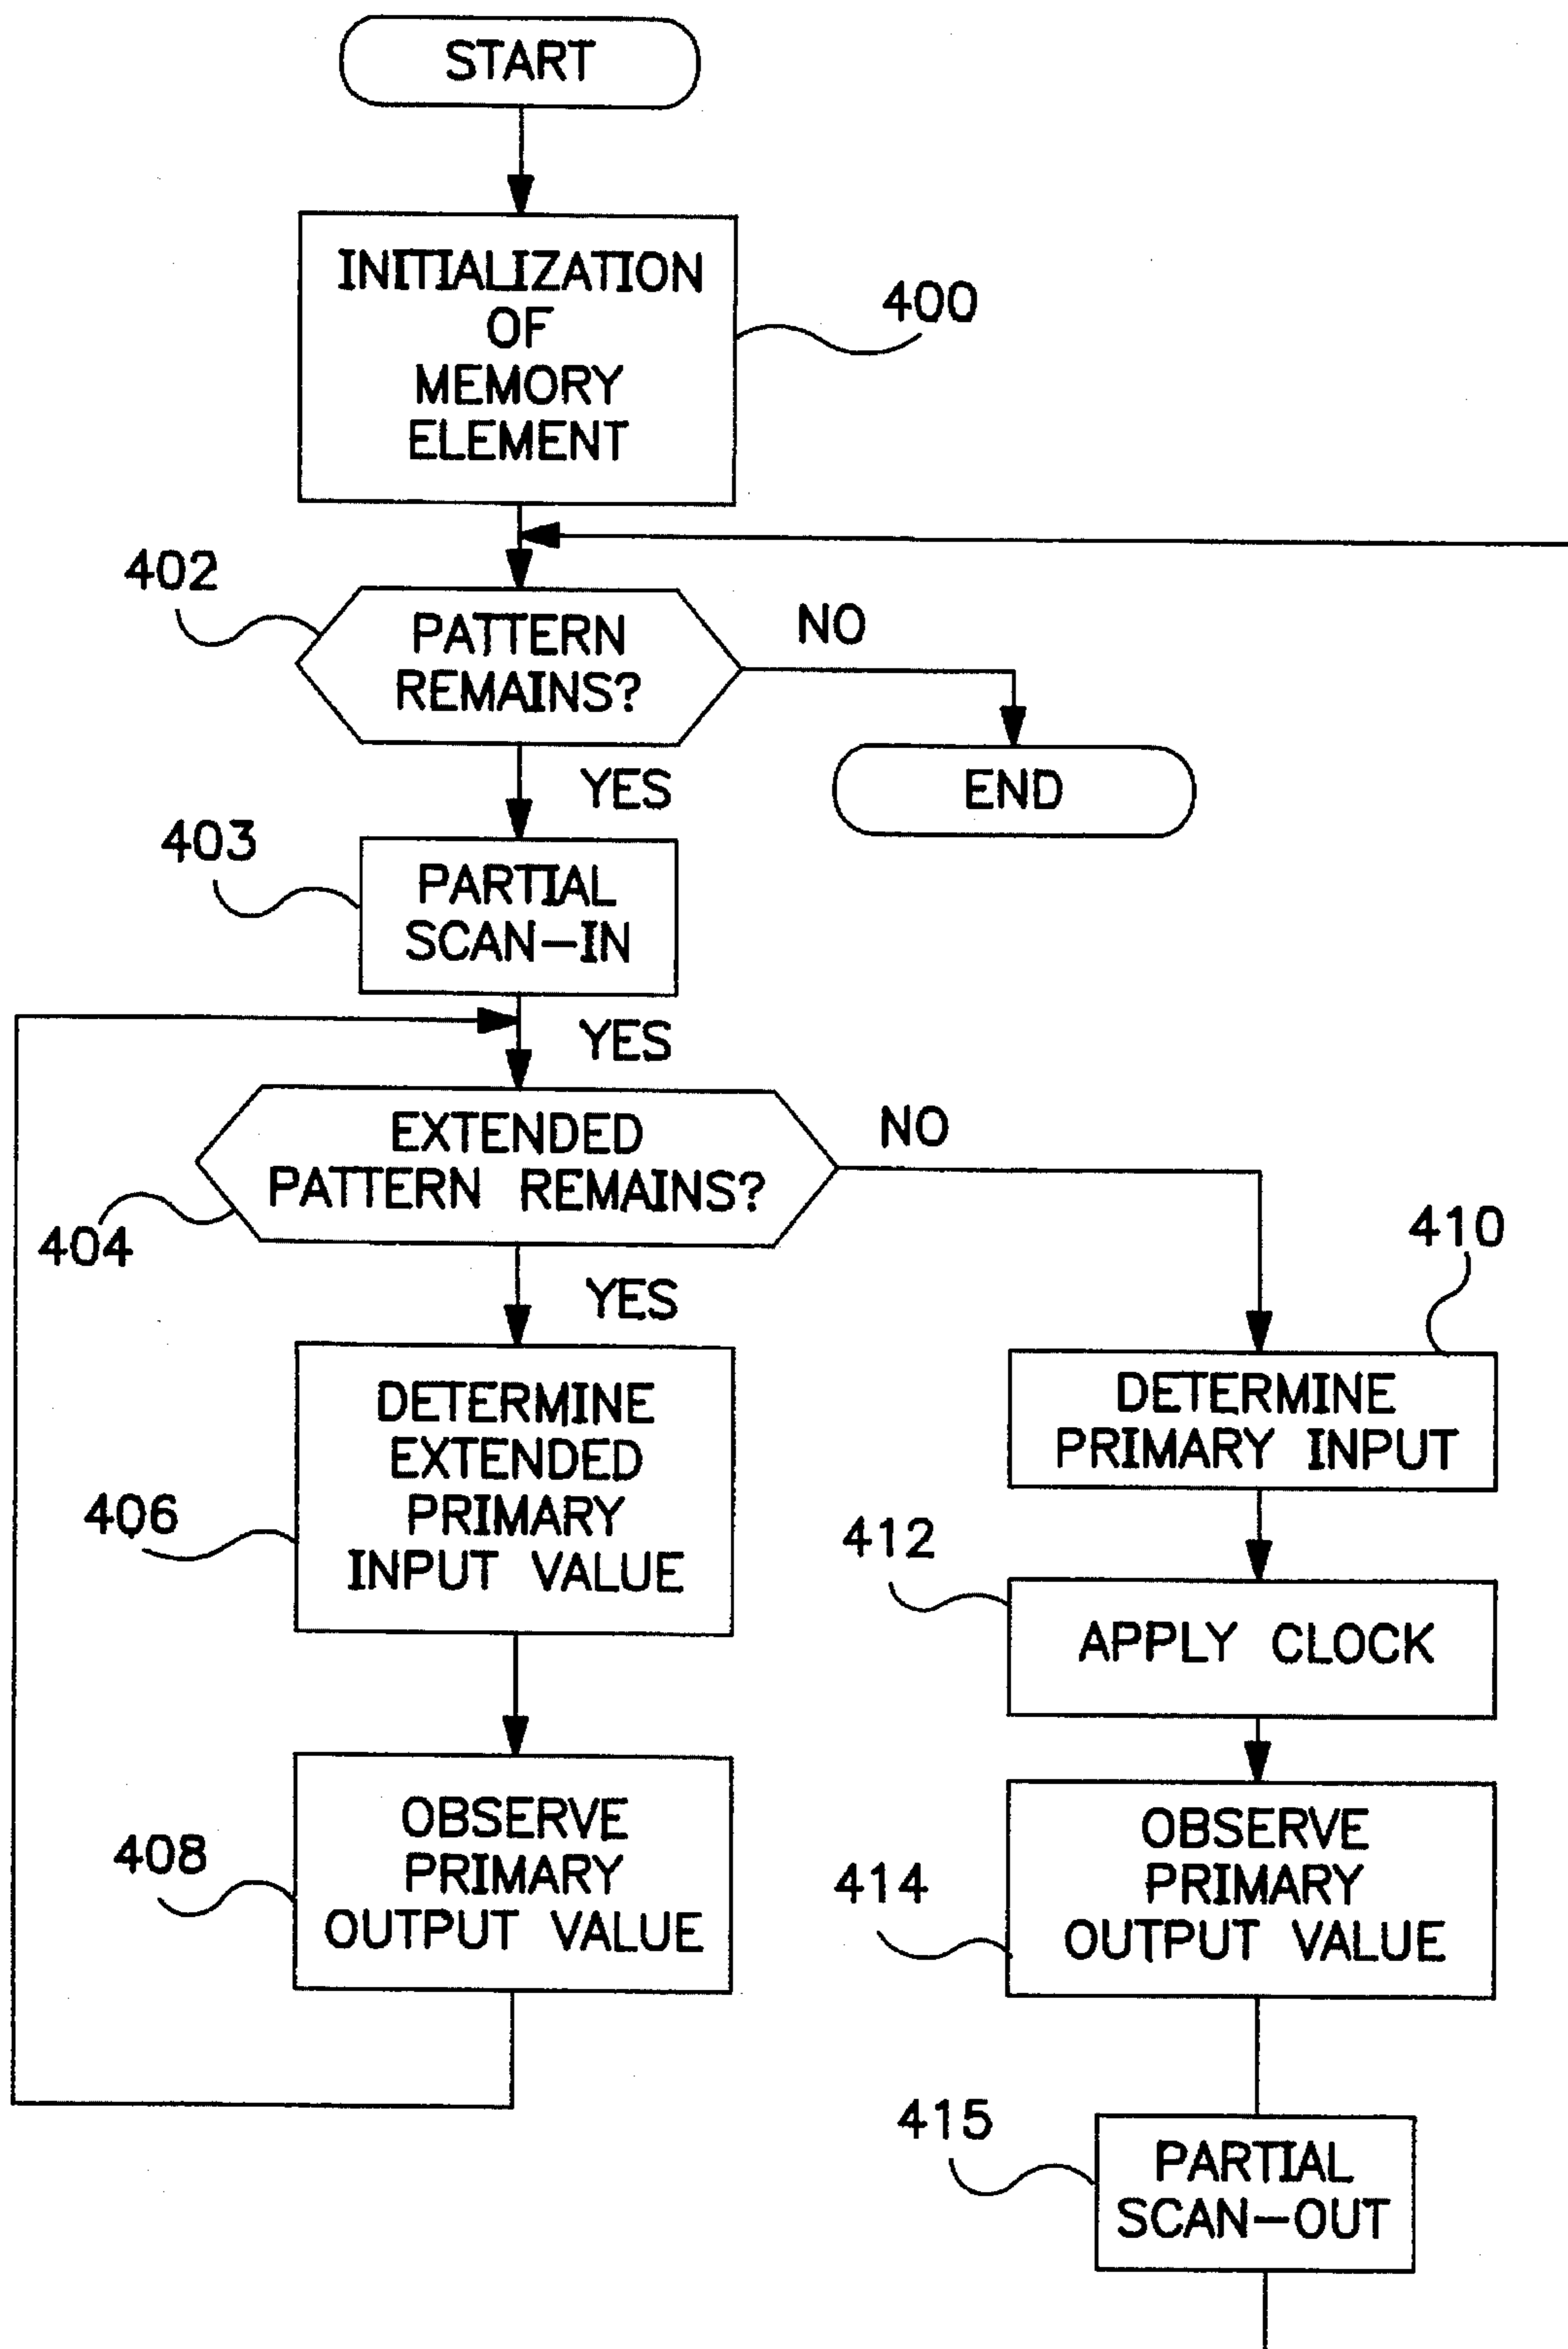 START
INITIALIZATION
OF
MEMORY
ELEMENT
400
402
PATTERN
REMAINS?
NO
END
YES
403
PARTIAL
SCAN-IN
YES
EXTENDED
PATTERN REMAINS?
NO
404
YES
410
DETERMINE
EXTENDED
PRIMARY
INPUT VALUE
406
DETERMINE
PRIMARY INPUT
412
APPLY CLOCK
OBSERVE
PRIMARY
OUTPUT VALUE
408
OBSERVE
PRIMARY
OUTPUT VALUE
414
415
PARTIAL
SCAN-OUT